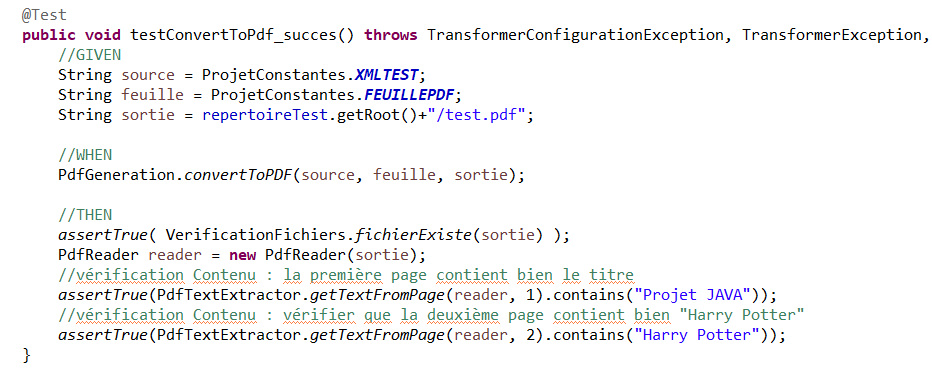 @Test
public void testConvertToPdf_succes() throws TransformerConfigurationException, TransformerException,
//GIVEN
String source = ProjetConstantes.XMLTEST;
String feuille = ProjetConstantes.FEUILLEPDF;
String sortie = repertoireTest.getRoot()+"/test.pdf";
//WHEN
PdfGeneration.convertToPDF(source, feuille, sortie);
//THEN
assertTrue( VerificationFichiers.fichierExiste(sortie) );
PdfReader reader = new PdfReader(sortie);
//vérification Contenu : la première page contient bien le titre
assertTrue(PdfTextExtractor.getTextFromPage(reader, 1).contains("Projet JAVA"));
//vérification Contenu : vérifier que la deuxième page contient bien "Harry Potter"
assertTrue(PdfTextExtractor.getTextFromPage(reader, 2).contains("Harry Potter"));
}